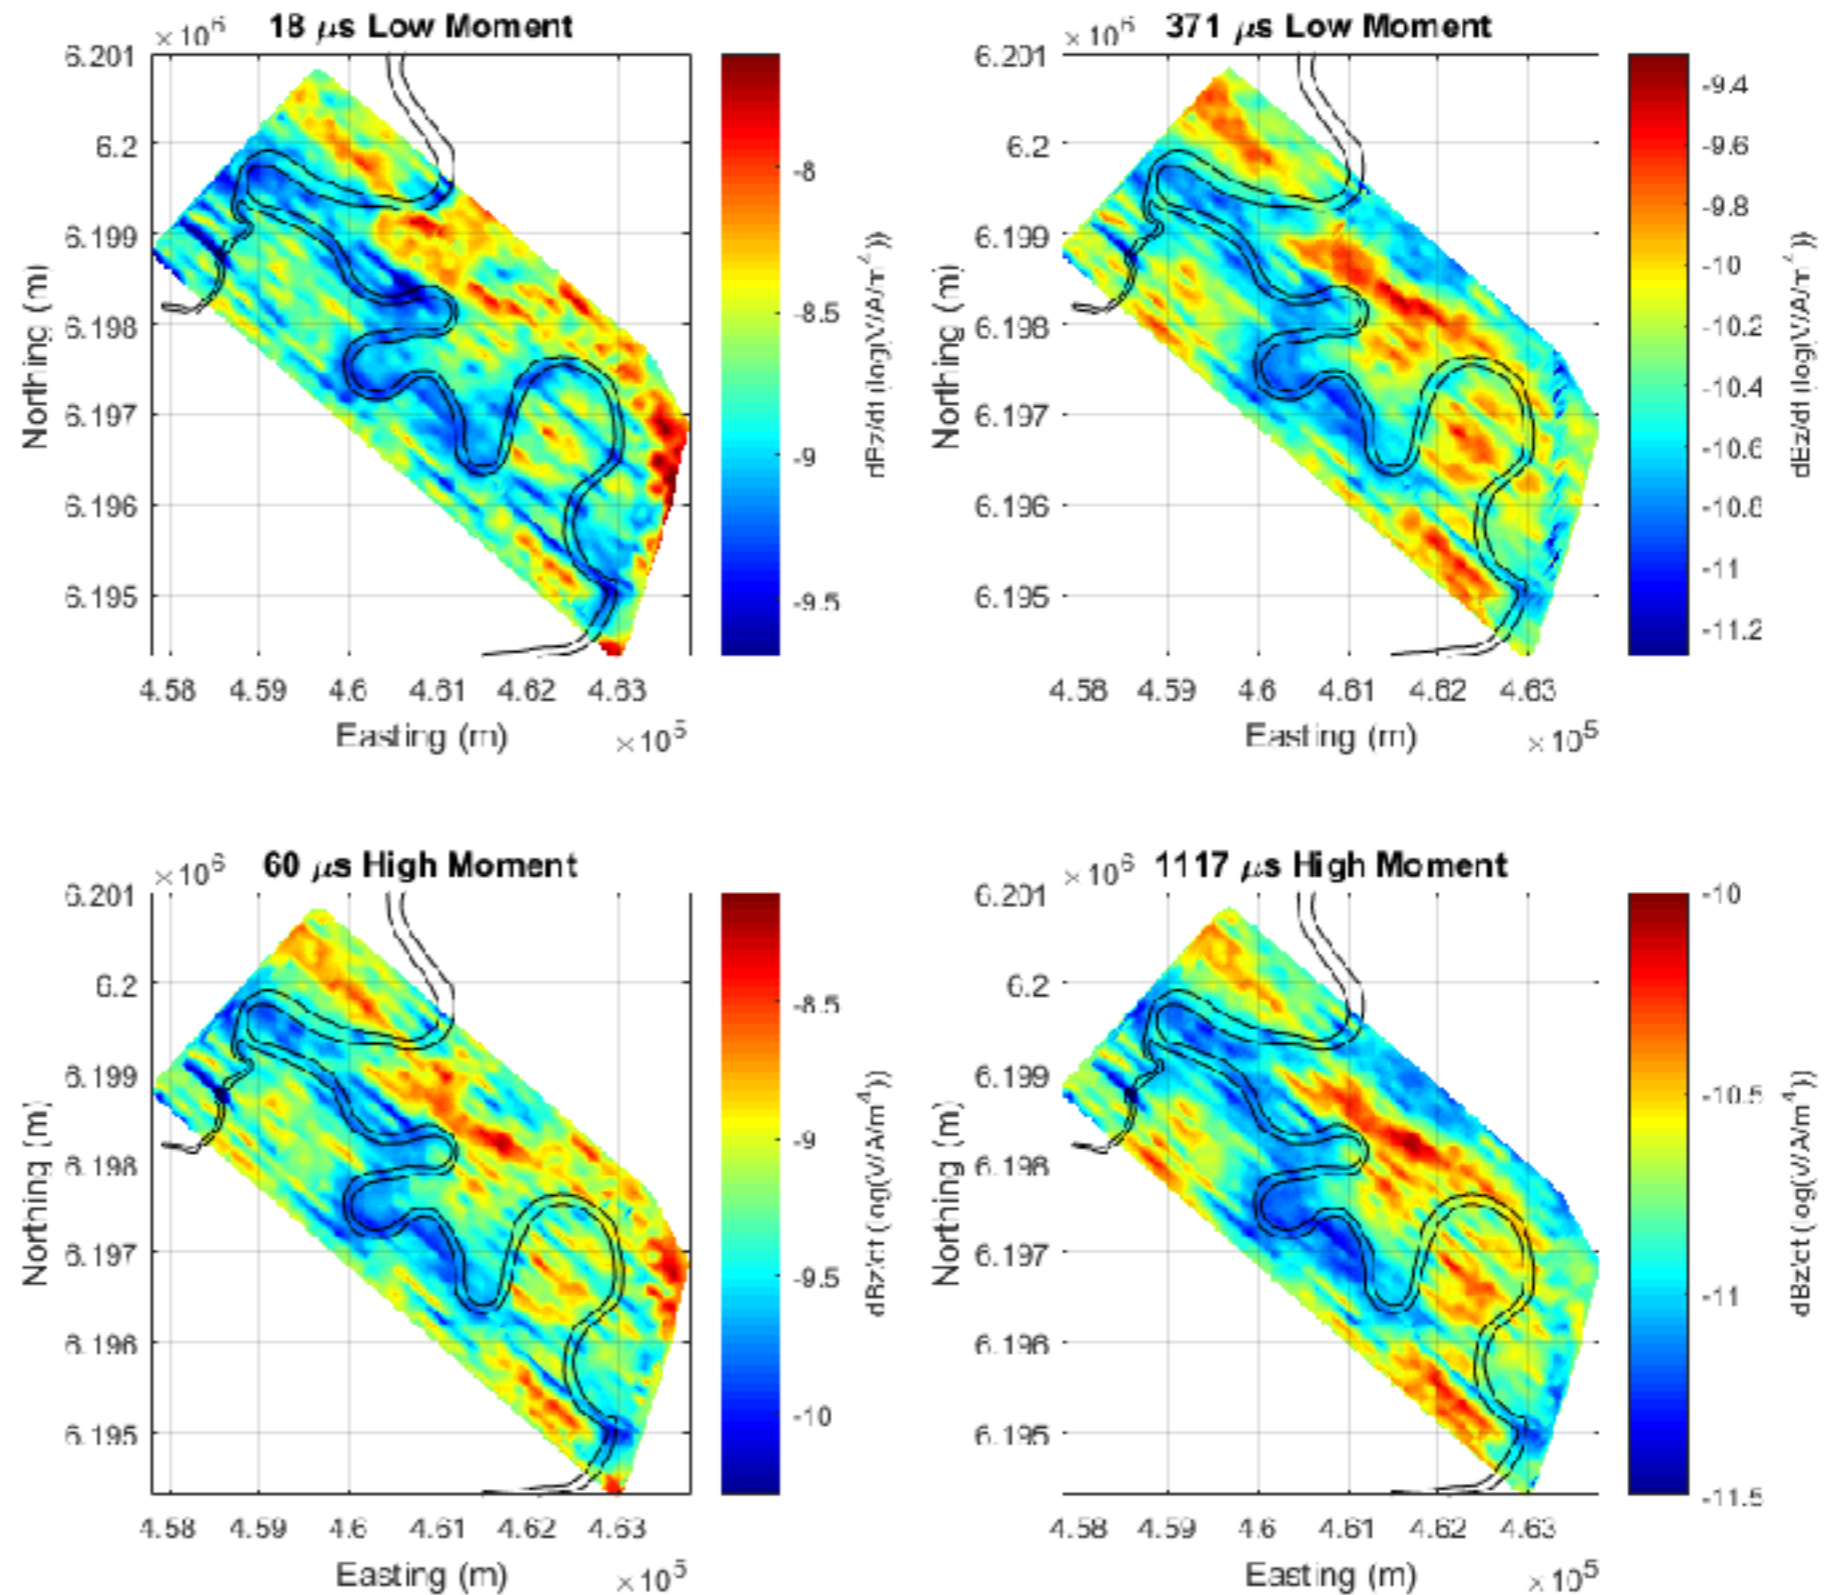 ×10⁶ 18 μs Low Moment
6.201
6.2
6.199
6.198
6.197
6.196
6.195
Northing (m)
4.58 4.59 4.6 4.61 4.62 4.63
Easting (m) ×10⁵
-8
-8.5
-9
-9.5
×10⁶ 371 μs Low Moment
6.201
6.2
6.199
6.198
6.197
6.196
6.195
Northing (m)
4.58 4.59 4.6 4.61 4.62 4.63
Easting (m) ×10⁵
-9.4
-9.6
-9.8
-10
-10.2
-10.4
-10.6
-10.8
-11
-11.2
×10⁶ 60 μs High Moment
6.201
6.2
6.199
6.198
6.197
6.196
6.195
Northing (m)
4.58 4.59 4.6 4.61 4.62 4.63
Easting (m) ×10⁵
-8.5
-9
-9.5
-10
dBz/dt (log(V/A/m⁴))
×10⁶ 1117 μs High Moment
6.201
6.2
6.199
6.198
6.197
6.196
6.195
Northing (m)
4.58 4.59 4.6 4.61 4.62 4.63
Easting (m) ×10⁵
-10
-10.5
-11
-11.5
dBz/dt (log(V/A/m⁴))